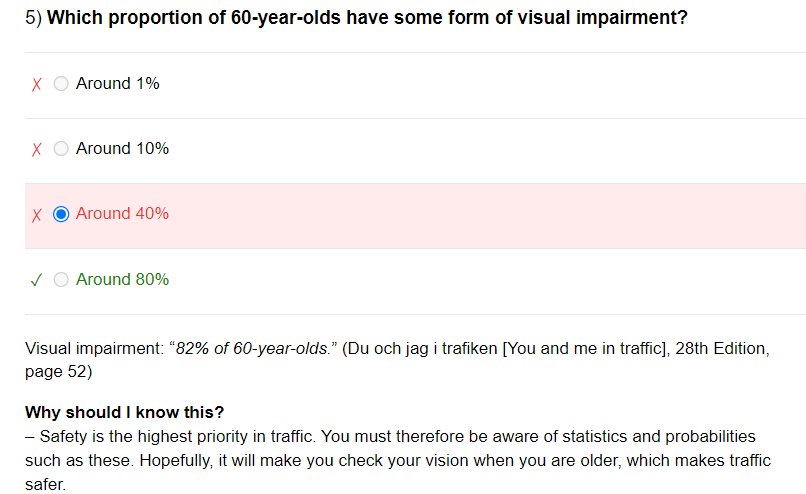 5) Which proportion of 60-year-olds have some form of visual impairment?
✗ Around 1%
✗ Around 10%
✗ Around 40%
✓ Around 80%
Visual impairment: “82% of 60-year-olds.” (Du och jag i trafiken [You and me in traffic], 28th Edition,
page 52)
Why should I know this?
– Safety is the highest priority in traffic. You must therefore be aware of statistics and probabilities
such as these. Hopefully, it will make you check your vision when you are older, which makes traffic
safer.